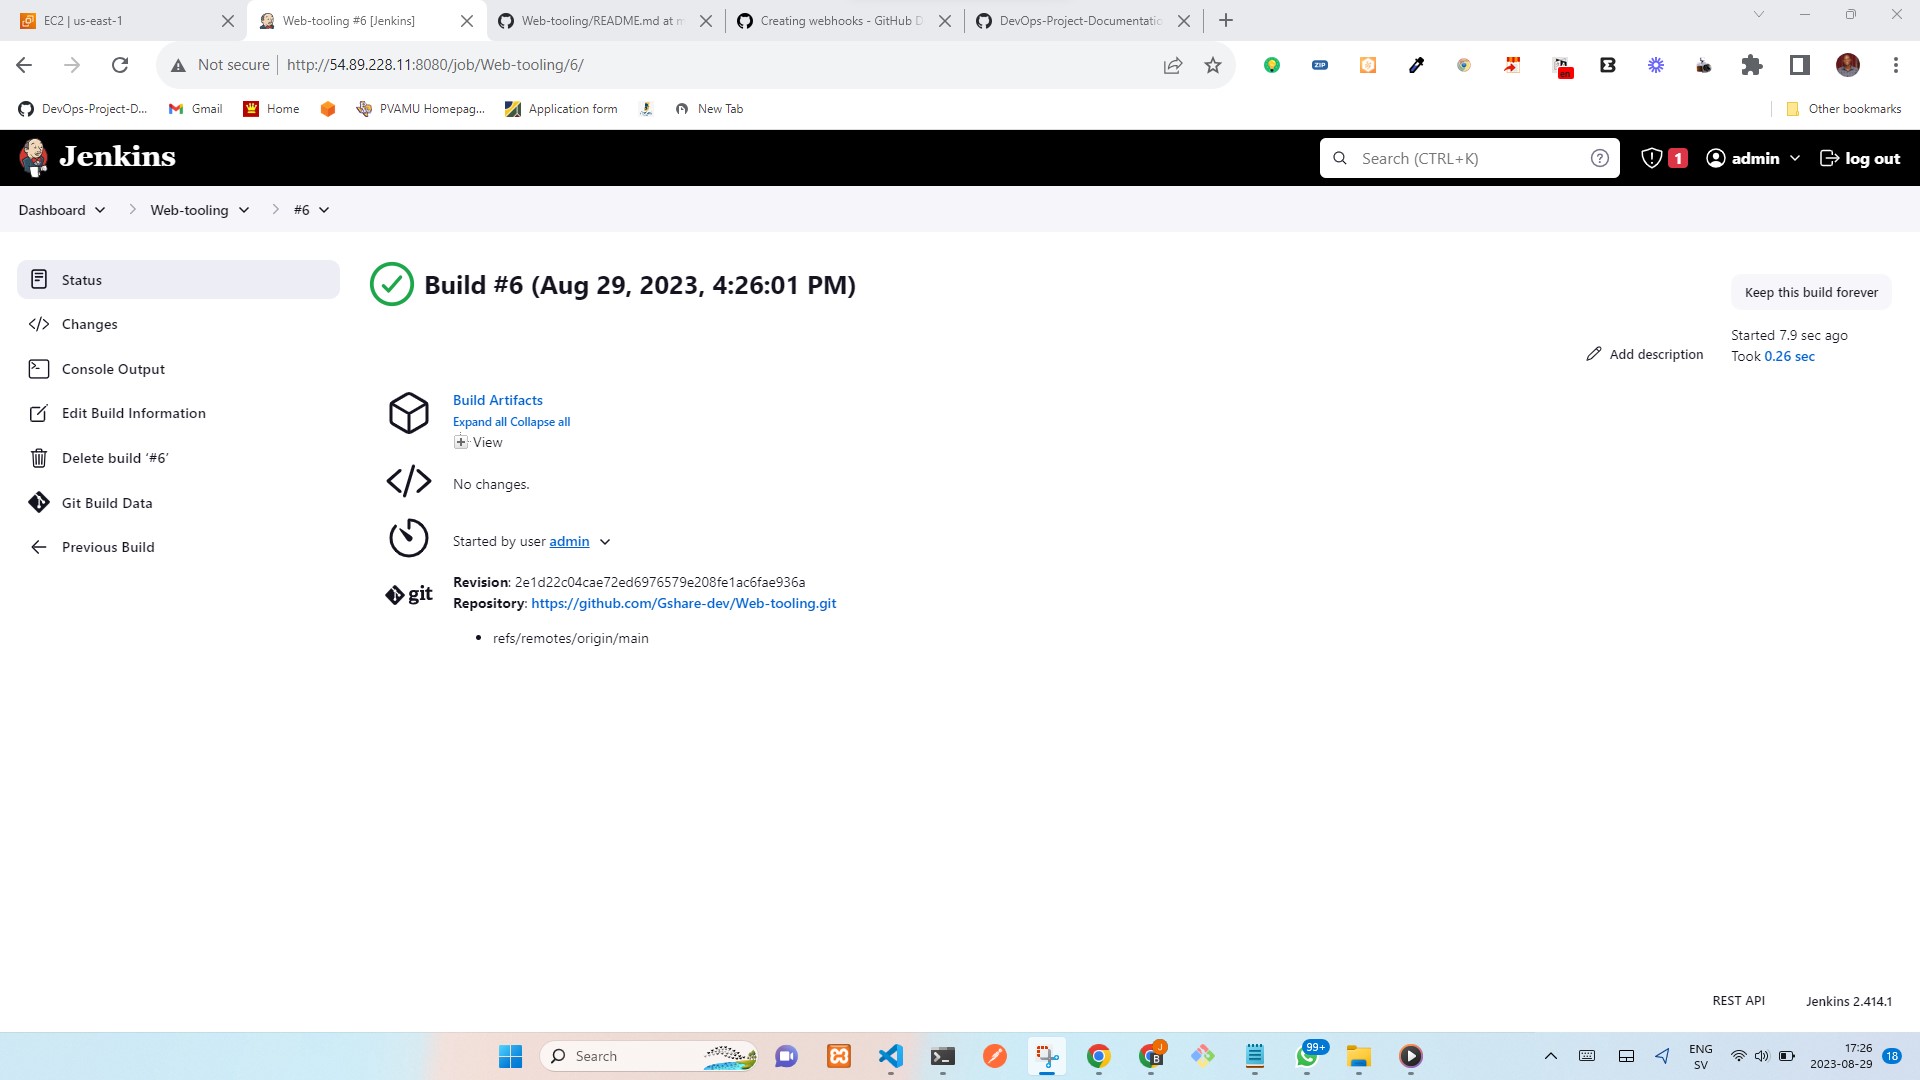 EC2 | us-east-1
Web-tooling #6 [Jenkins]
Web-tooling/README.md at m
Creating webhooks - GitHub D
DevOps-Project-Documentatio
Not secure
http://54.89.228.11:8080/job/Web-tooling/6/
ZIP
en
DevOps-Project-D...
Gmail
Home
PVAMU Homepag...
Application form
New Tab
Other bookmarks
Jenkins
Search (CTRL+K)
1
admin
log out
Dashboard
Web-tooling
#6
Status
Changes
Console Output
Edit Build Information
Delete build ‘#6’
Git Build Data
Previous Build
Build #6 (Aug 29, 2023, 4:26:01 PM)
Keep this build forever
Add description
Started 7.9 sec ago
Took 0.26 sec
Build Artifacts
Expand all Collapse all
View
No changes.
Started by user admin
git
Revision: 2e1d22c04cae72ed6976579e208fe1ac6fae936a
Repository: https://github.com/Gshare-dev/Web-tooling.git
refs/remotes/origin/main
REST API
Jenkins 2.414.1
Search
J
B
99+
ENG
SV
17:26
2023-08-29
18